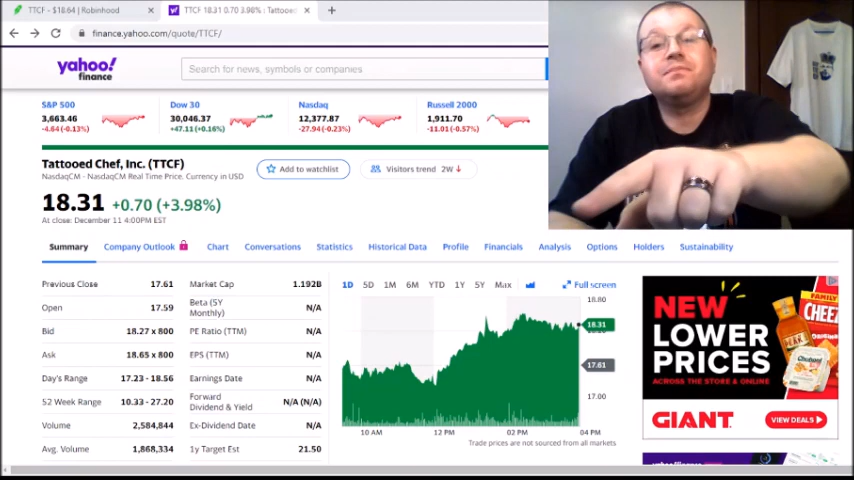 TTCF - $18.64 | Robinhood
TTCF 18.31 0.70 3.98% : Tattooed
finance.yahoo.com/quote/TTCF/
yahoo!
finance
Search for news, symbols or companies
S&P 500
3,663.46
-4.64 (-0.13%)
Dow 30
30,046.37
+47.11 (+0.16%)
Nasdaq
12,377.87
-27.94 (-0.23%)
Russell 2000
1,911.70
-11.01 (-0.57%)
Tattooed Chef, Inc. (TTCF)
NasdaqCM - NasdaqCM Real Time Price. Currency in USD
Add to watchlist
Visitors trend 2W
18.31 +0.70 (+3.98%)
At close: December 11 4:00PM EST
Summary Company Outlook Chart Conversations Statistics Historical Data Profile Financials Analysis Options Holders Sustainability
Previous Close 17.61
Open 17.59
Bid 18.27 x 800
Ask 18.65 x 800
Day's Range 17.23 - 18.56
52 Week Range 10.33 - 27.20
Volume 2,584,844
Avg. Volume 1,868,334
Market Cap 1.192B
Beta (5Y
Monthly) N/A
PE Ratio (TTM) N/A
EPS (TTM) N/A
Earnings Date N/A
Forward
Dividend & Yield N/A (N/A)
Ex-Dividend Date N/A
1y Target Est 21.50
1D 5D 1M 6M YTD 1Y 5Y Max Full screen
18.80
18.31
17.61
17.00
10 AM 12 PM 02 PM 04 PM
Trade prices are not sourced from all markets
NEW
LOWER
PRICES
ACROSS THE STORE & ONLINE
FAMILY
CHEEZ
PEAK
Chobani
GIANT
VIEW DEALS